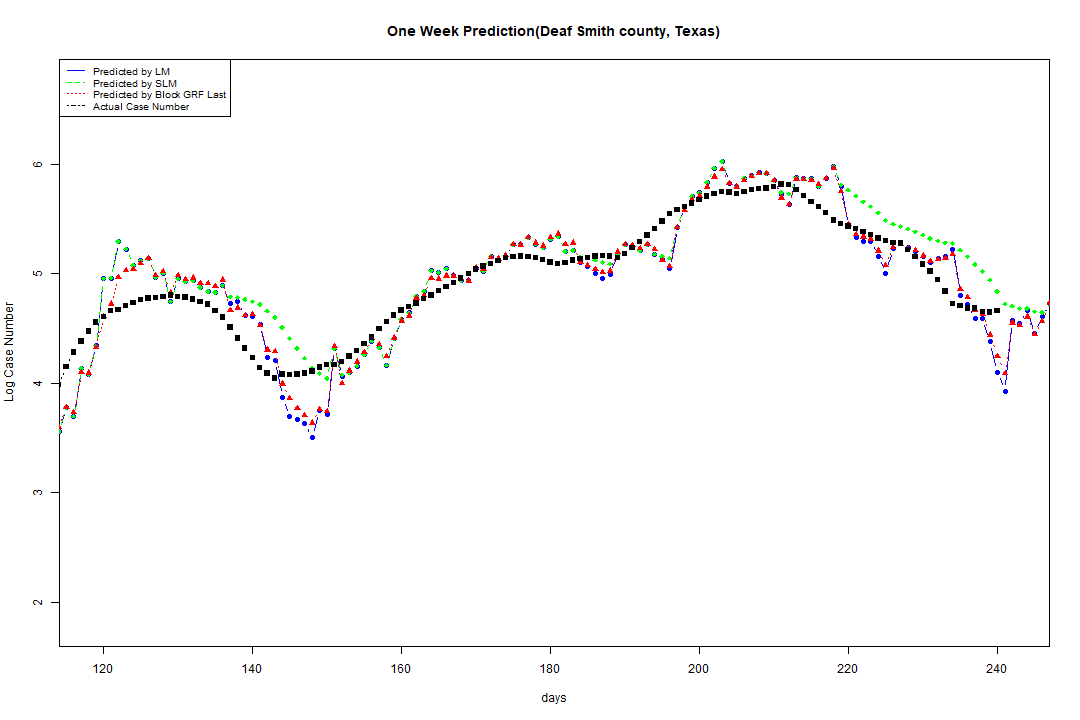 One Week Prediction(Deaf Smith county, Texas)
Predicted by LM
Predicted by SLM
Predicted by Block GRF Last
Actual Case Number
6
5
4
3
2
Log Case Number
120 140 160 180 200 220 240
days